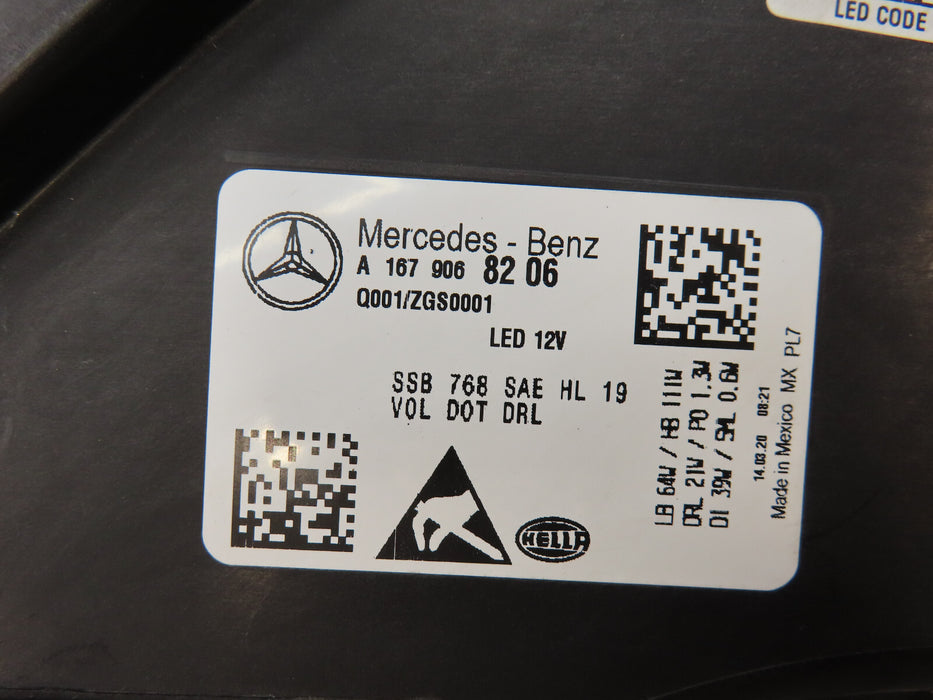 LED CODE
Mercedes - Benz
A 167 906 8206
Q001/ZGS0001
LED 12V
SSB 768 SAE HL 19
VOL DOT DRL
HELLA
LB 64W / HB 111W
DRL 21W / PO 1.3W
DI 39W / SML 0.6W
14.03.20 08:21
Made in Mexico MX PL7